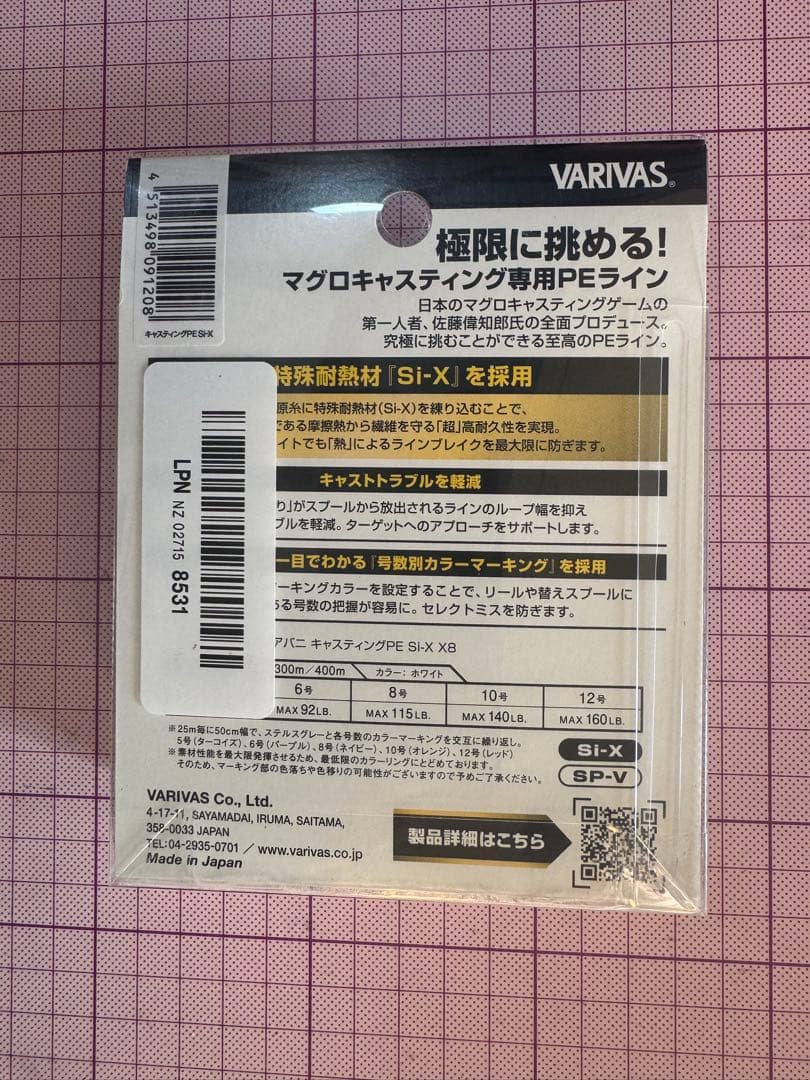 VARIVAS®
4 513498 091208
キャスティングPE Si-X
極限に挑める!
マグロキャスティング専用PEライン
日本のマグロキャスティングゲームの
第一人者、佐藤偉知郎氏の全面プロデュース。
究極に挑むことができる至高のPEライン。
特殊耐熱材『Si-X』を採用
原糸に特殊耐熱材(Si-X)を練り込むことで、
である摩擦熱から繊維を守る「超」高耐久性を実現。
イトでも「熱」によるラインブレイクを最大限に防ぎます。
キャストトラブルを軽減
り」がスプールから放出されるラインのループ幅を抑え
ブルを軽減。ターゲットへのアプローチをサポートします。
一目でわかる『号数別カラーマーキング』を採用
ーキングカラーを設定することで、リールや替えスプールに
ある号数の把握が容易に。セレクトミスを防ぎます。
LPN NZ 02715 8531
アバニ キャスティングPE Si-X X8
300m/400m カラー:ホワイト
6号 8号 10号 12号
MAX 92LB. MAX 115LB. MAX 140LB. MAX 160LB.
※25m毎に50cm幅で、ステルスグレーと各号数のカラーマーキングを交互に繰り返し。
5号(ターコイズ)、6号(パープル)、8号(ネイビー)、10号(オレンジ)、12号(レッド)
※素材性能を最大限発揮させるため、最低限のカラーリングにとどめております。
そのため、マーキング部の色落ちや色移りの可能性がございますので予めご了承ください。
Si-X
SP-V
VARIVAS Co., Ltd.
4-17-11, SAYAMADAI, IRUMA, SAITAMA,
358-0033 JAPAN
TEL:04-2935-0701 / www.varivas.co.jp
Made in Japan
製品詳細はこちら